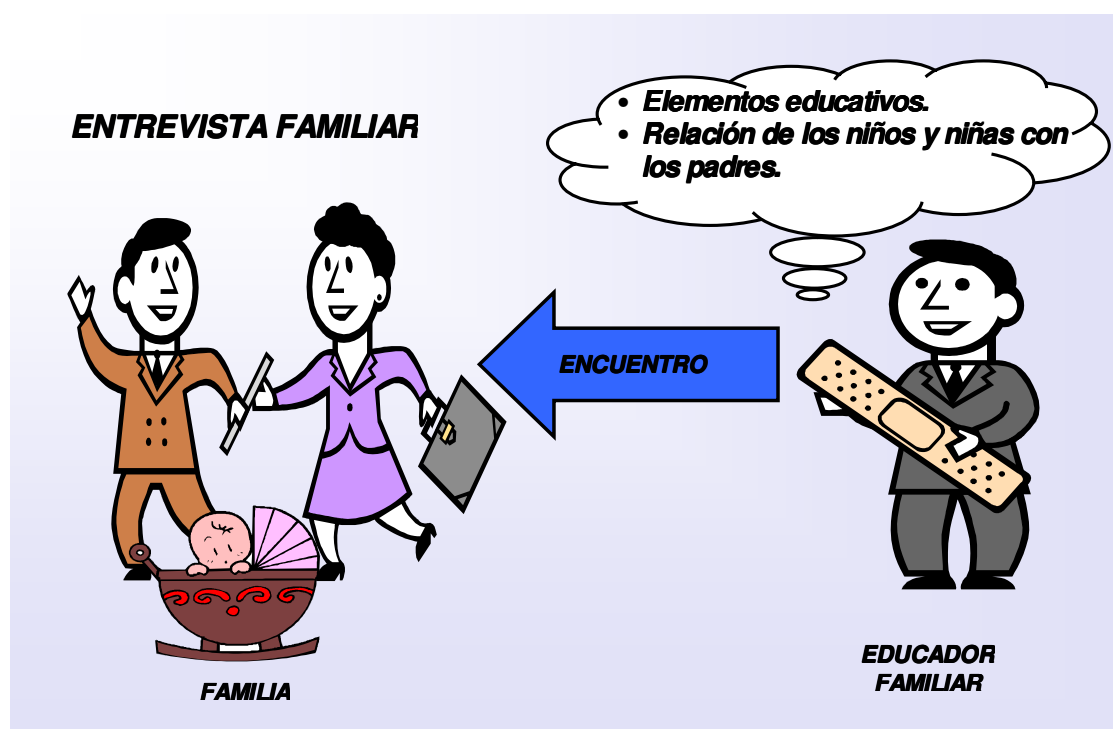 ENTREVISTA FAMILIAR
• Elementos educativos.
• Relación de los niños y niñas con
los padres.
ENCUENTRO
FAMILIA
EDUCADOR
FAMILIAR